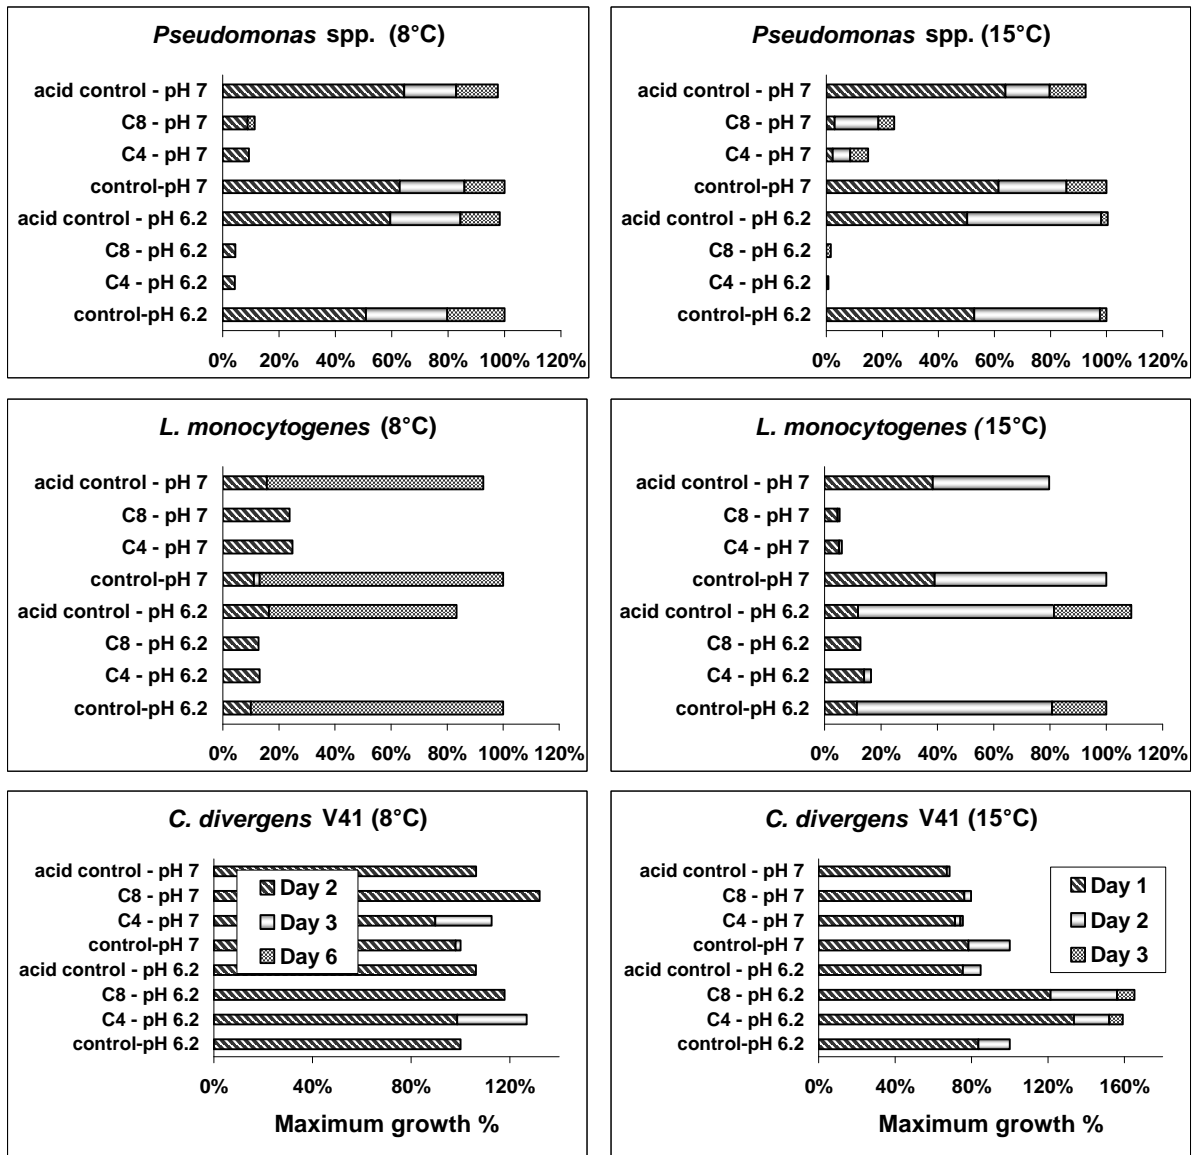 Pseudomonas spp. (8°C)
acid control - pH 7
C8 - pH 7
C4 - pH 7
control-pH 7
acid control - pH 6.2
C8 - pH 6.2
C4 - pH 6.2
control-pH 6.2
0% 20% 40% 60% 80% 100% 120%
Pseudomonas spp. (15°C)
acid control - pH 7
C8 - pH 7
C4 - pH 7
control-pH 7
acid control - pH 6.2
C8 - pH 6.2
C4 - pH 6.2
control-pH 6.2
0% 20% 40% 60% 80% 100% 120%
L. monocytogenes (8°C)
acid control - pH 7
C8 - pH 7
C4 - pH 7
control-pH 7
acid control - pH 6.2
C8 - pH 6.2
C4 - pH 6.2
control-pH 6.2
0% 20% 40% 60% 80% 100% 120%
L. monocytogenes (15°C)
acid control - pH 7
C8 - pH 7
C4 - pH 7
control-pH 7
acid control - pH 6.2
C8 - pH 6.2
C4 - pH 6.2
control-pH 6.2
0% 20% 40% 60% 80% 100% 120%
C. divergens V41 (8°C)
acid control - pH 7
C8 - pH 7
C4 - pH 7
control-pH 7
acid control - pH 6.2
C8 - pH 6.2
C4 - pH 6.2
control-pH 6.2
Day 2
Day 3
Day 6
0% 40% 80% 120%
Maximum growth %
C. divergens V41 (15°C)
acid control - pH 7
C8 - pH 7
C4 - pH 7
control-pH 7
acid control - pH 6.2
C8 - pH 6.2
C4 - pH 6.2
control-pH 6.2
Day 1
Day 2
Day 3
0% 40% 80% 120% 160%
Maximum growth %